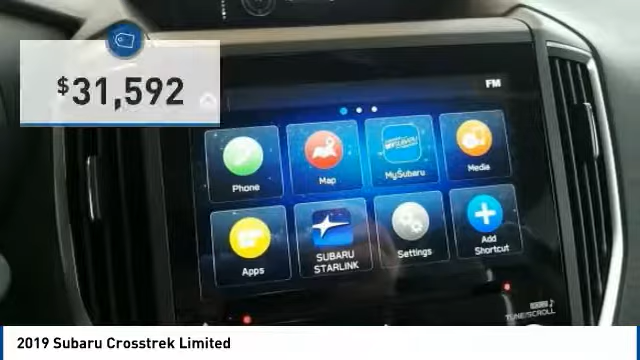 $31,592
FM
Phone
Map
MySubaru
Media
Apps
SUBARU
STARLINK
Settings
Add
Shortcut
TUNE/SCROLL
2019 Subaru Crosstrek Limited